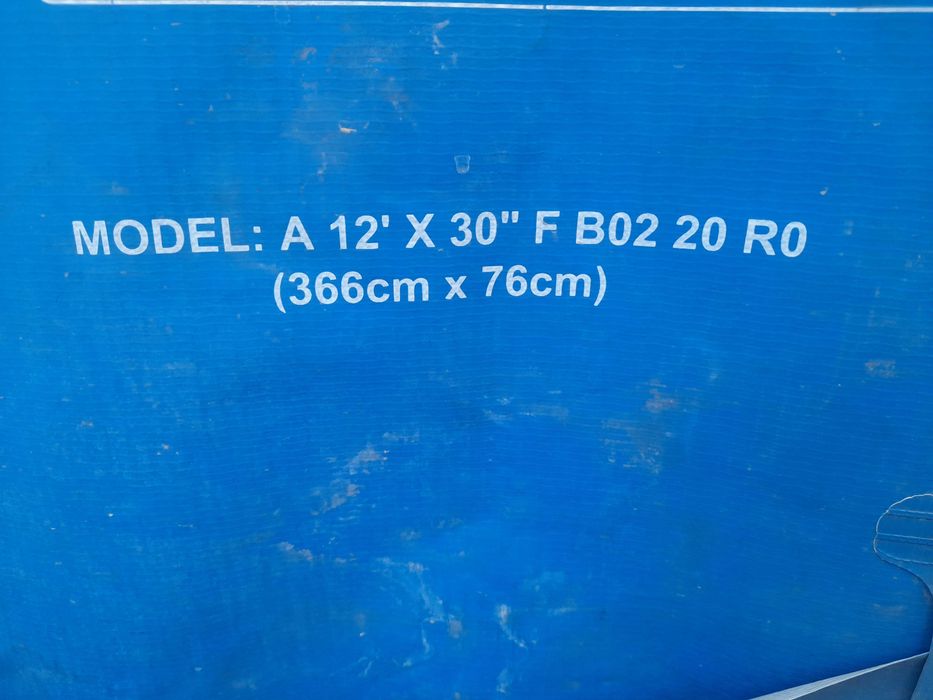 MODEL: A 12' X 30" F B02 20 R0
(366cm x 76cm)